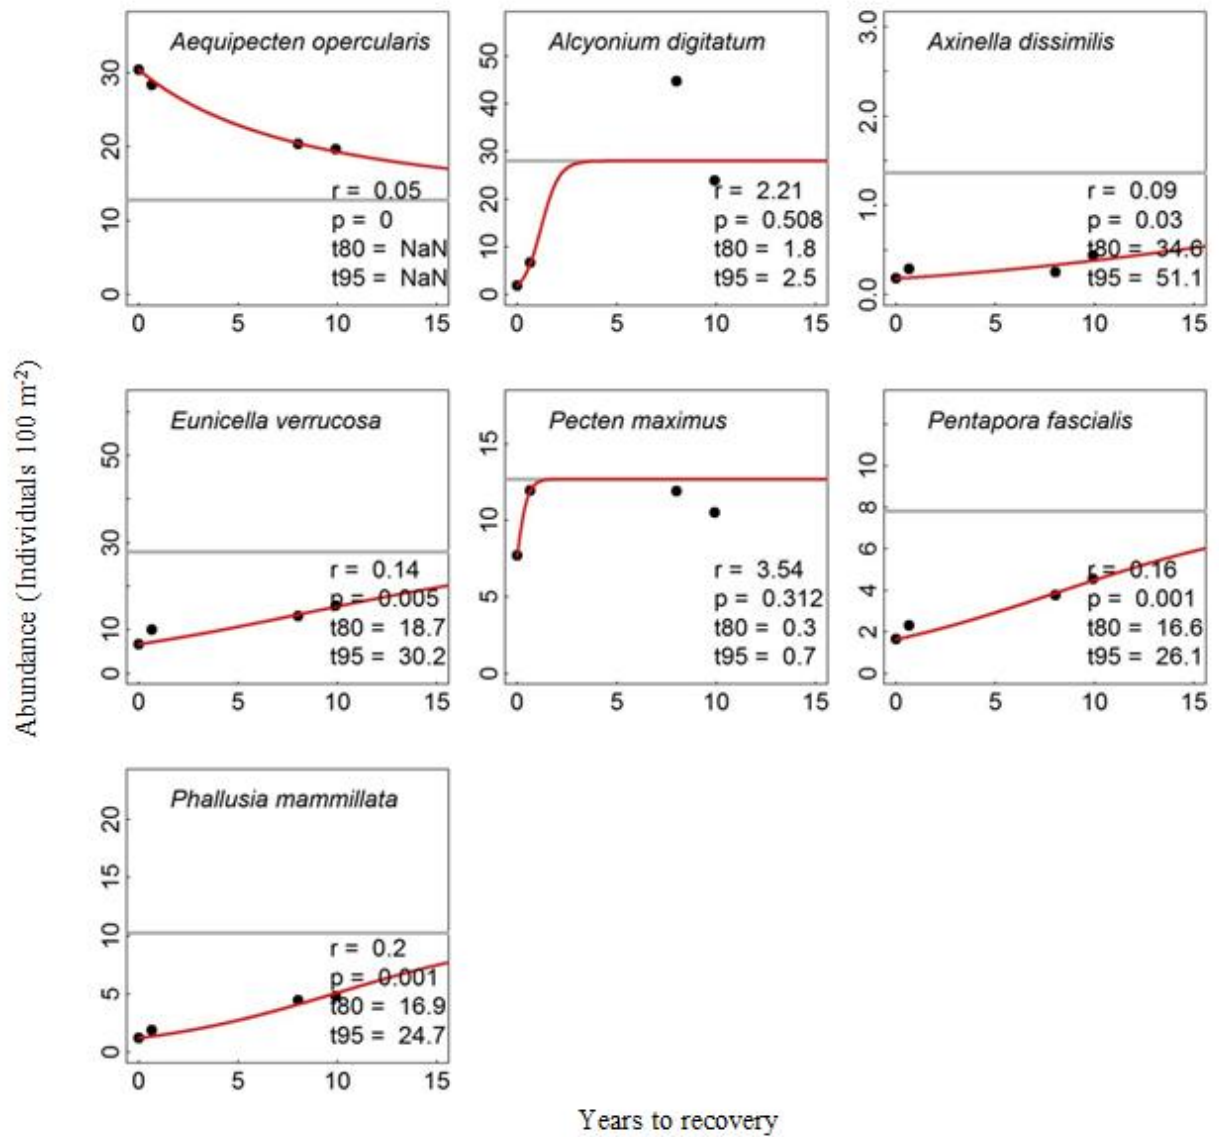 Aequipecten opercularis
30
20
10
0
r = 0.05
p = 0
t80 = NaN
t95 = NaN
0 5 10 15
Alcyonium digitatum
50
40
30
20
10
0
r = 2.21
p = 0.508
t80 = 1.8
t95 = 2.5
0 5 10 15
Axinella dissimilis
3.0
2.0
1.0
0.0
r = 0.09
p = 0.03
t80 = 34.6
t95 = 51.1
0 5 10 15
Abundance (Individuals 100 m⁻²)
Eunicella verrucosa
50
30
10
0
r = 0.14
p = 0.005
t80 = 18.7
t95 = 30.2
0 5 10 15
Pecten maximus
15
10
5
0
r = 3.54
p = 0.312
t80 = 0.3
t95 = 0.7
0 5 10 15
Pentapora fascialis
10
8
6
4
2
0
r = 0.16
p = 0.001
t80 = 16.6
t95 = 26.1
0 5 10 15
Phallusia mammillata
20
15
10
5
0
r = 0.2
p = 0.001
t80 = 16.9
t95 = 24.7
0 5 10 15
Years to recovery